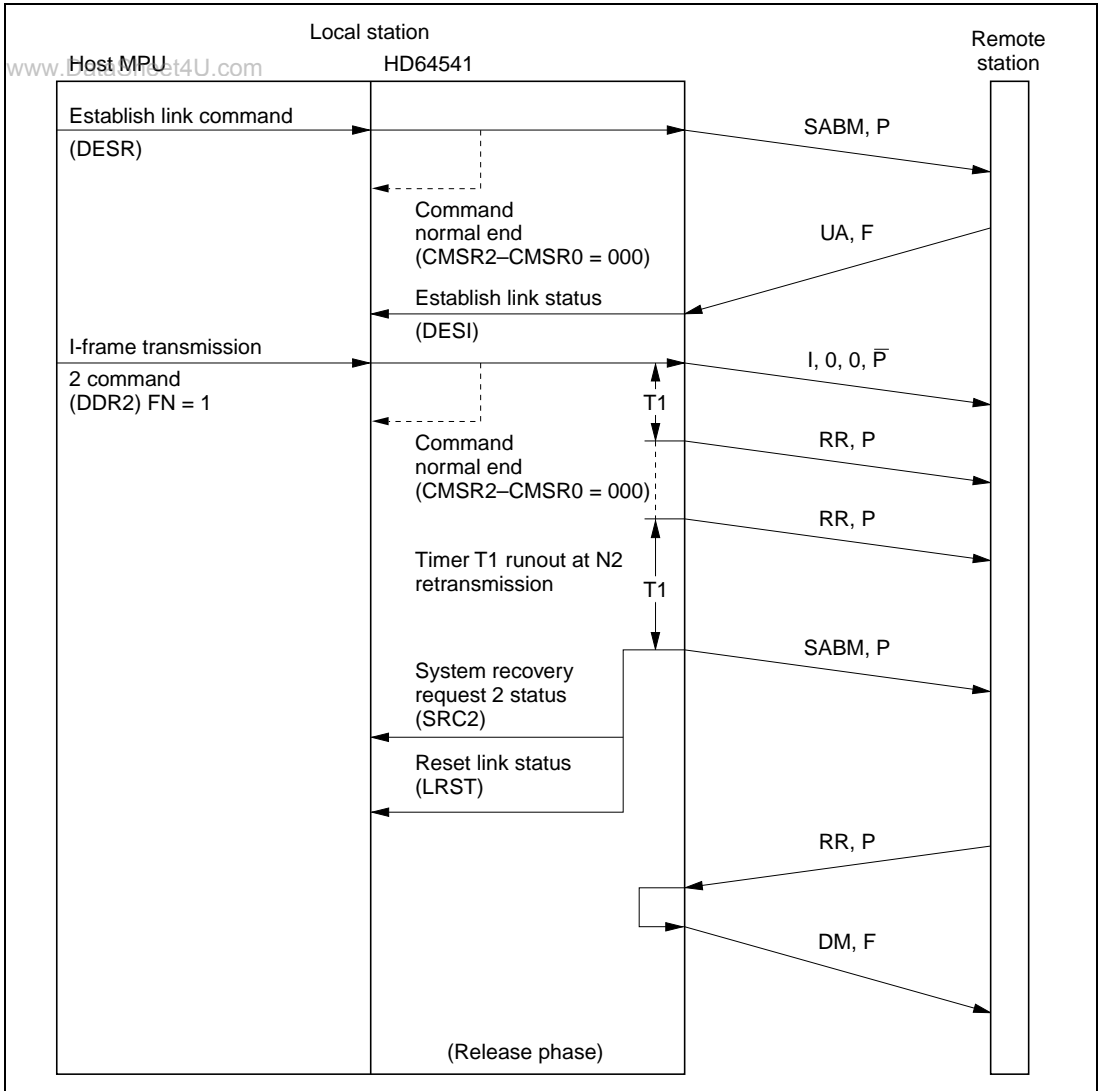 Local station
Remote
station
www.DataSheet4U.com
Host MPU
HD64541
Establish link command
(DESR)
SABM, P
Command
normal end
(CMSR2–CMSR0 = 000)
UA, F
Establish link status
(DESI)
I-frame transmission
2 command
(DDR2) FN = 1
I, 0, 0, P̅
T1
Command
normal end
(CMSR2–CMSR0 = 000)
RR, P
RR, P
Timer T1 runout at N2
retransmission
T1
SABM, P
System recovery
request 2 status
(SRC2)
Reset link status
(LRST)
RR, P
DM, F
(Release phase)